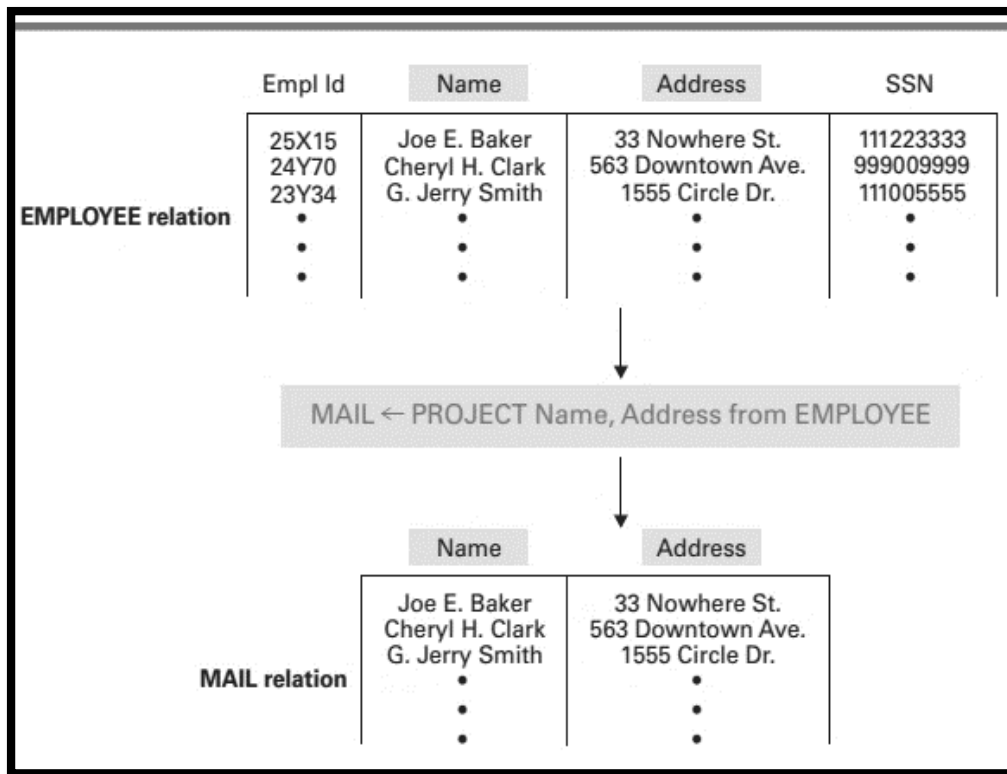 Empl Id Name Address SSN
25X15 Joe E. Baker 33 Nowhere St. 111223333
24Y70 Cheryl H. Clark 563 Downtown Ave. 999009999
23Y34 G. Jerry Smith 1555 Circle Dr. 111005555
EMPLOYEE relation
MAIL ← PROJECT Name, Address from EMPLOYEE
Name Address
Joe E. Baker 33 Nowhere St.
Cheryl H. Clark 563 Downtown Ave.
G. Jerry Smith 1555 Circle Dr.
MAIL relation